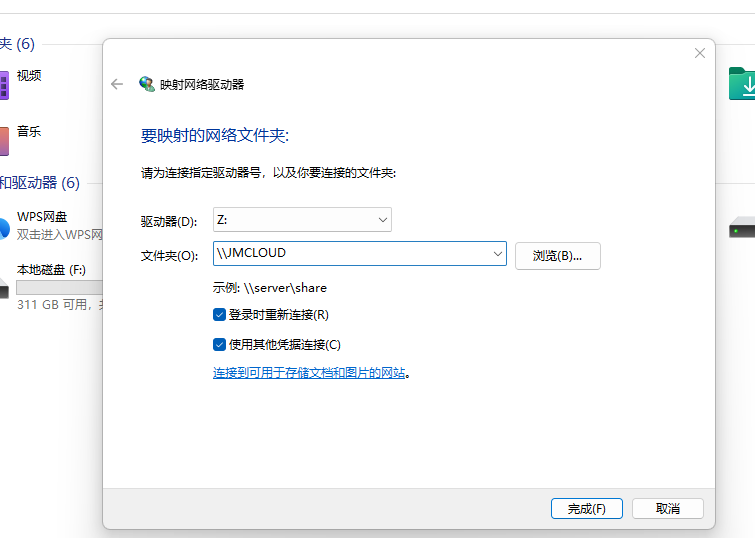 夹 (6)
视频
音乐
和驱动器 (6)
WPS网盘
双击进入WPS网
本地磁盘 (F:)
311 GB 可用，
映射网络驱动器
要映射的网络文件夹:
请为连接指定驱动器号，以及你要连接的文件夹:
驱动器(D):
Z:
文件夹(O):
\\JMCLOUD
浏览(B)...
示例: \\server\share
登录时重新连接(R)
使用其他凭据连接(C)
连接到可用于存储文档和图片的网站。
完成(F)
取消